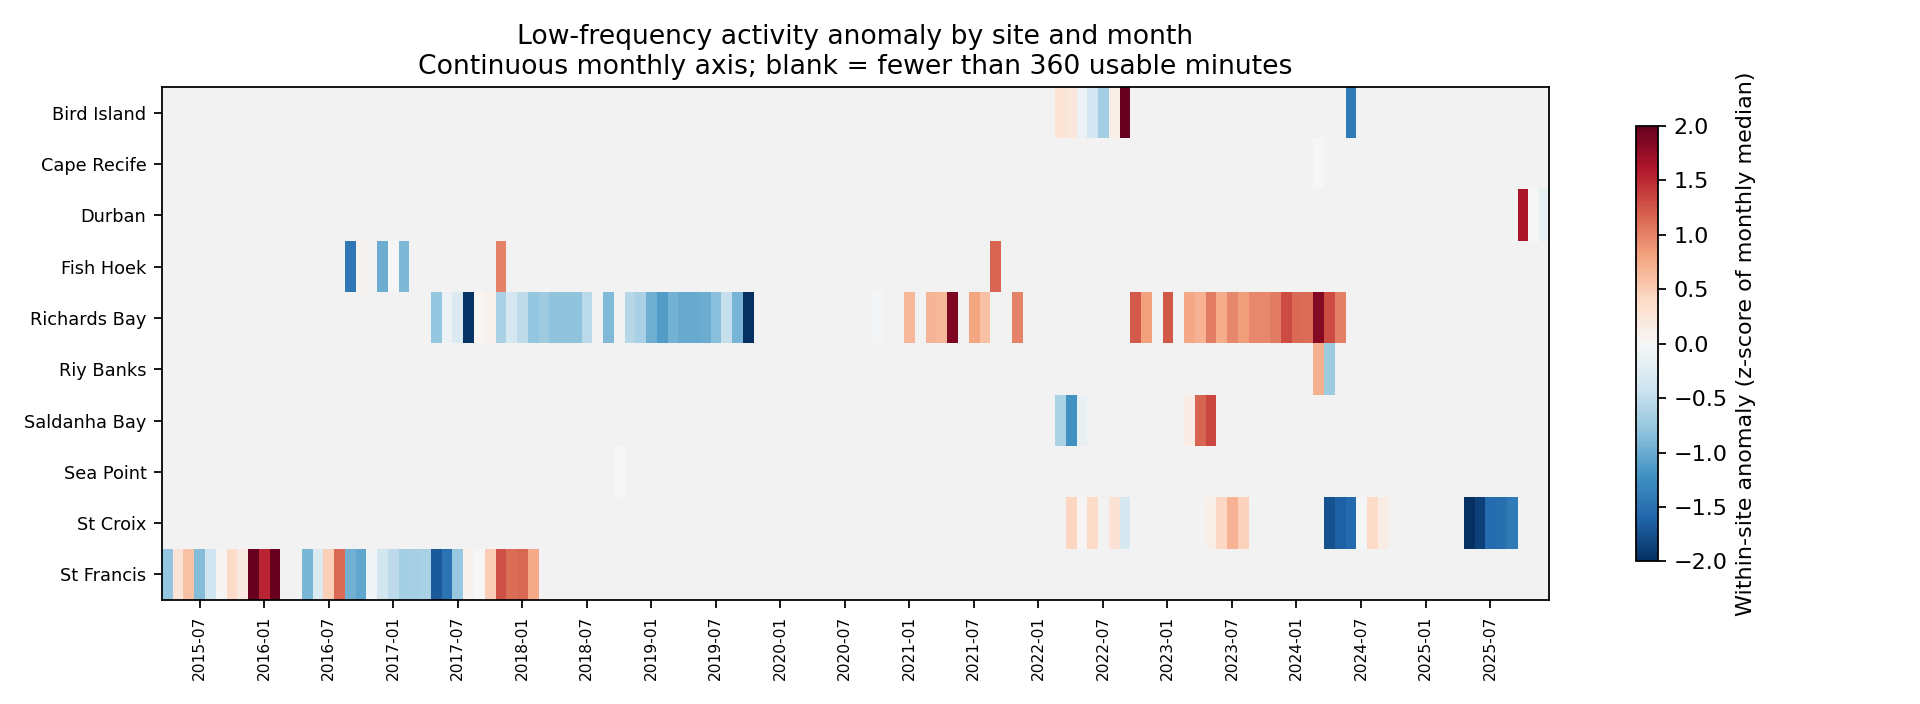 Low-frequency activity anomaly by site and month
Continuous monthly axis; blank = fewer than 360 usable minutes
Bird Island
Cape Recife
Durban
Fish Hoek
Richards Bay
Riy Banks
Saldanha Bay
Sea Point
St Croix
St Francis
2015-07
2016-01
2016-07
2017-01
2017-07
2018-01
2018-07
2019-01
2019-07
2020-01
2020-07
2021-01
2021-07
2022-01
2022-07
2023-01
2023-07
2024-01
2024-07
2025-01
2025-07
2.0
1.5
1.0
0.5
0.0
−0.5
−1.0
−1.5
−2.0
Within-site anomaly (z-score of monthly median)